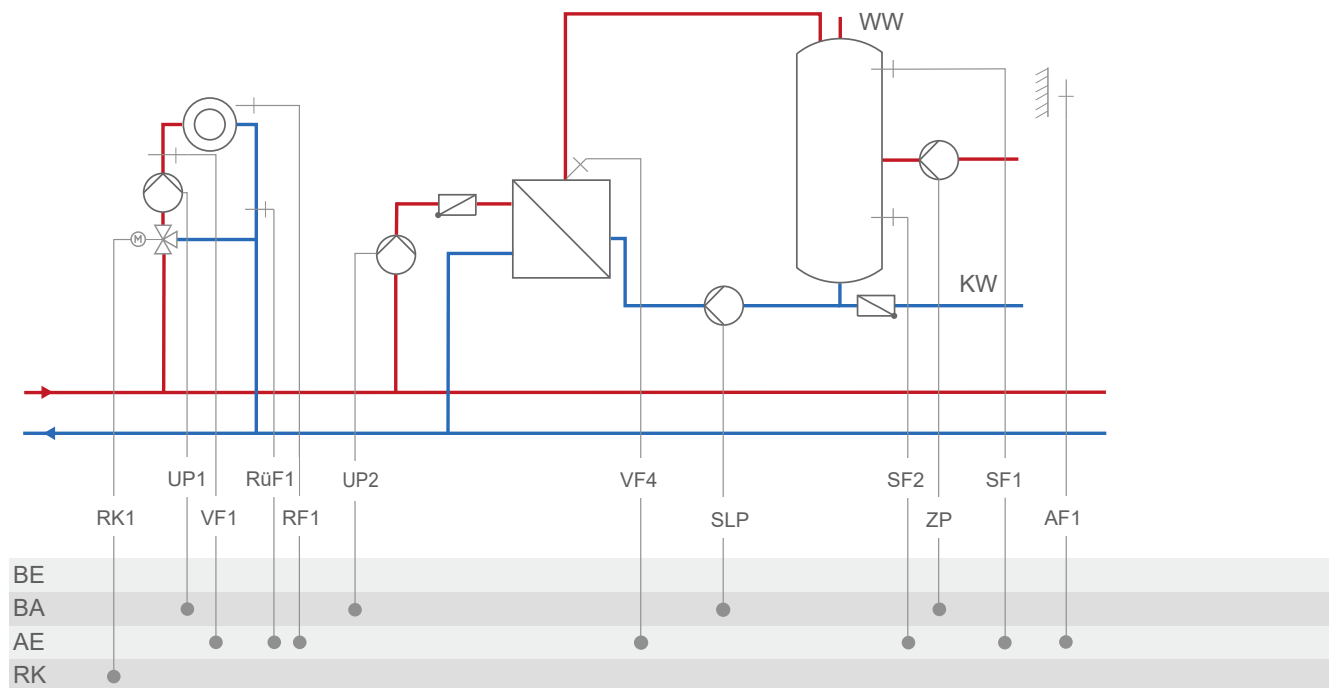 WW
M
KW
UP1 RüF1 UP2 VF4 SF2 SF1
RK1 VF1 RF1 SLP ZP AF1
BE
BA
AE
RK